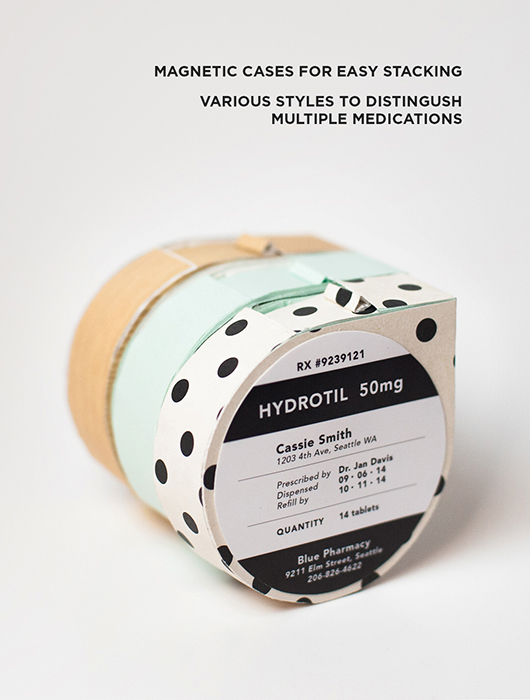 MAGNETIC CASES FOR EASY STACKING
VARIOUS STYLES TO DISTINGUSH
MULTIPLE MEDICATIONS
RX #9239121
HYDROTIL 50mg
Cassie Smith
1203 4th Ave, Seattle WA
Prescribed by Dr. Jan Davis
Dispensed 09 · 06 · 14
Refill by 10 · 11 · 14
QUANTITY 14 tablets
Blue Pharmacy
9211 Elm Street, Seattle
206-826-4622